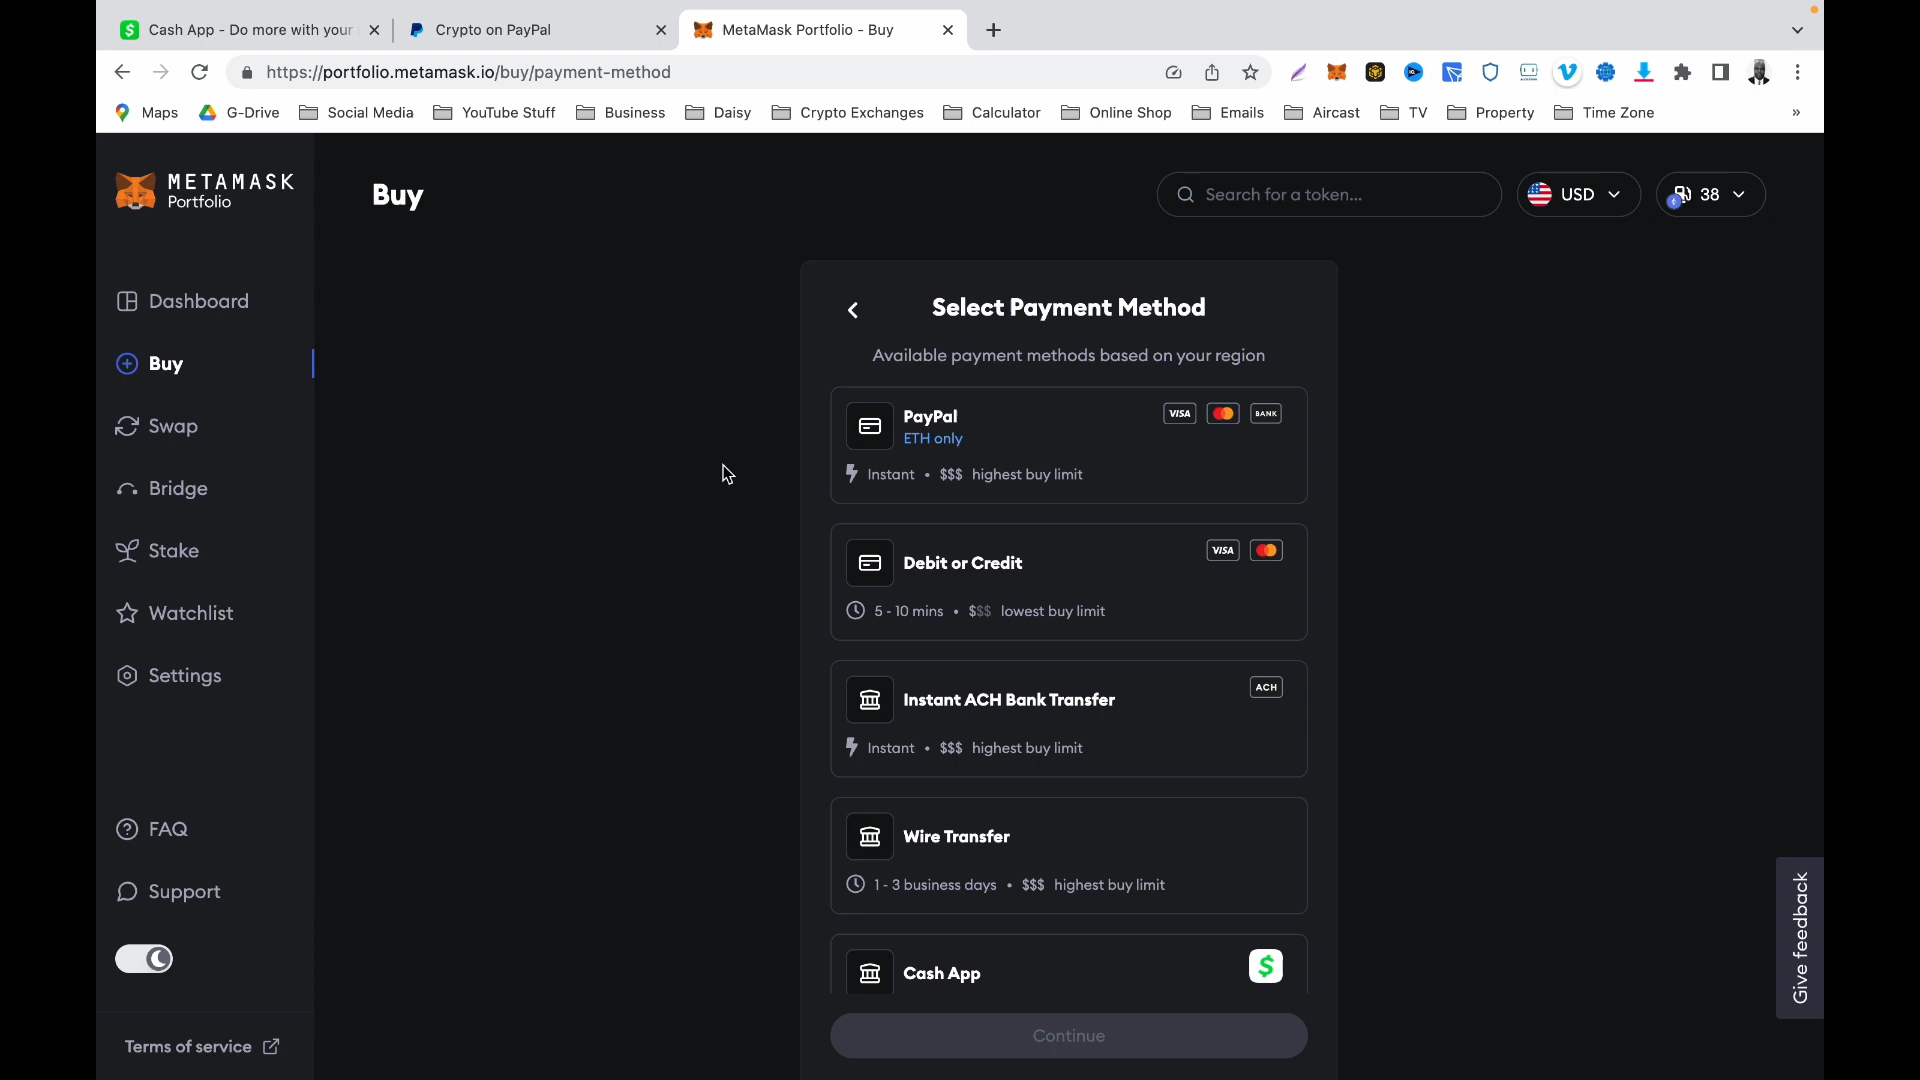 Cash App - Do more with your
Crypto on PayPal
MetaMask Portfolio - Buy
https://portfolio.metamask.io/buy/payment-method
Maps
G-Drive
Social Media
YouTube Stuff
Business
Daisy
Crypto Exchanges
Calculator
Online Shop
Emails
Aircast
TV
Property
Time Zone
»
METAMASK
Portfolio
Buy
Search for a token...
USD
38
Dashboard
Buy
Swap
Bridge
Stake
Watchlist
Settings
FAQ
Support
Terms of service
Select Payment Method
Available payment methods based on your region
PayPal
VISA
BANK
ETH only
Instant • $$$ highest buy limit
Debit or Credit
VISA
5 - 10 mins • $$$ lowest buy limit
Instant ACH Bank Transfer
ACH
Instant • $$$ highest buy limit
Wire Transfer
1 - 3 business days • $$$ highest buy limit
Cash App
Continue
Give feedback